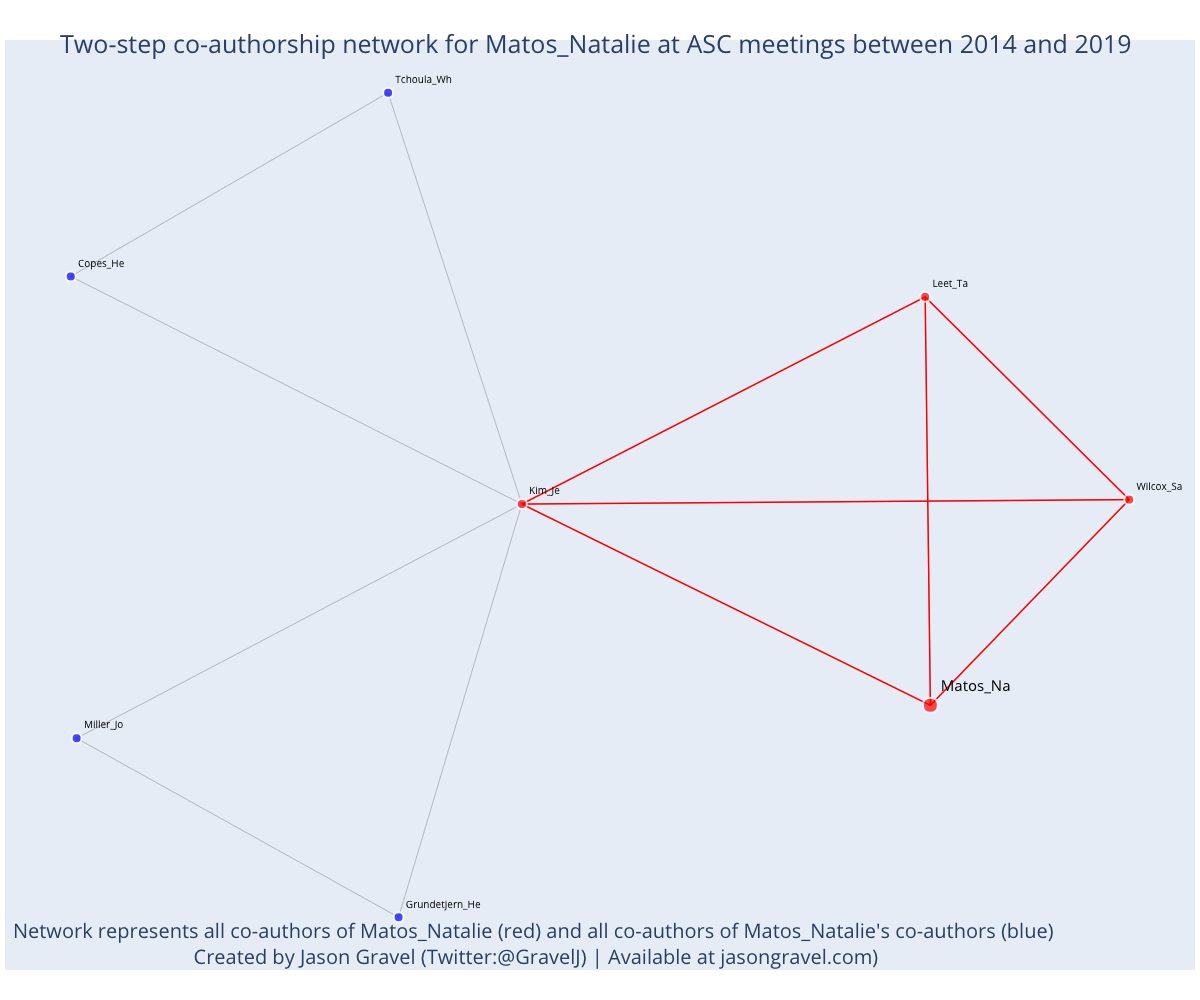 Two-step co-authorship network for Matos_Natalie at ASC meetings between 2014 and 2019
Tchoula_Wh
Copes_He
Leet_Ta
Kim_Je
Wilcox_Sa
Matos_Na
Miller_Jo
Grundetjern_He
Network represents all co-authors of Matos_Natalie (red) and all co-authors of Matos_Natalie's co-authors (blue)
Created by Jason Gravel (Twitter:@GravelJ) | Available at jasongravel.com)